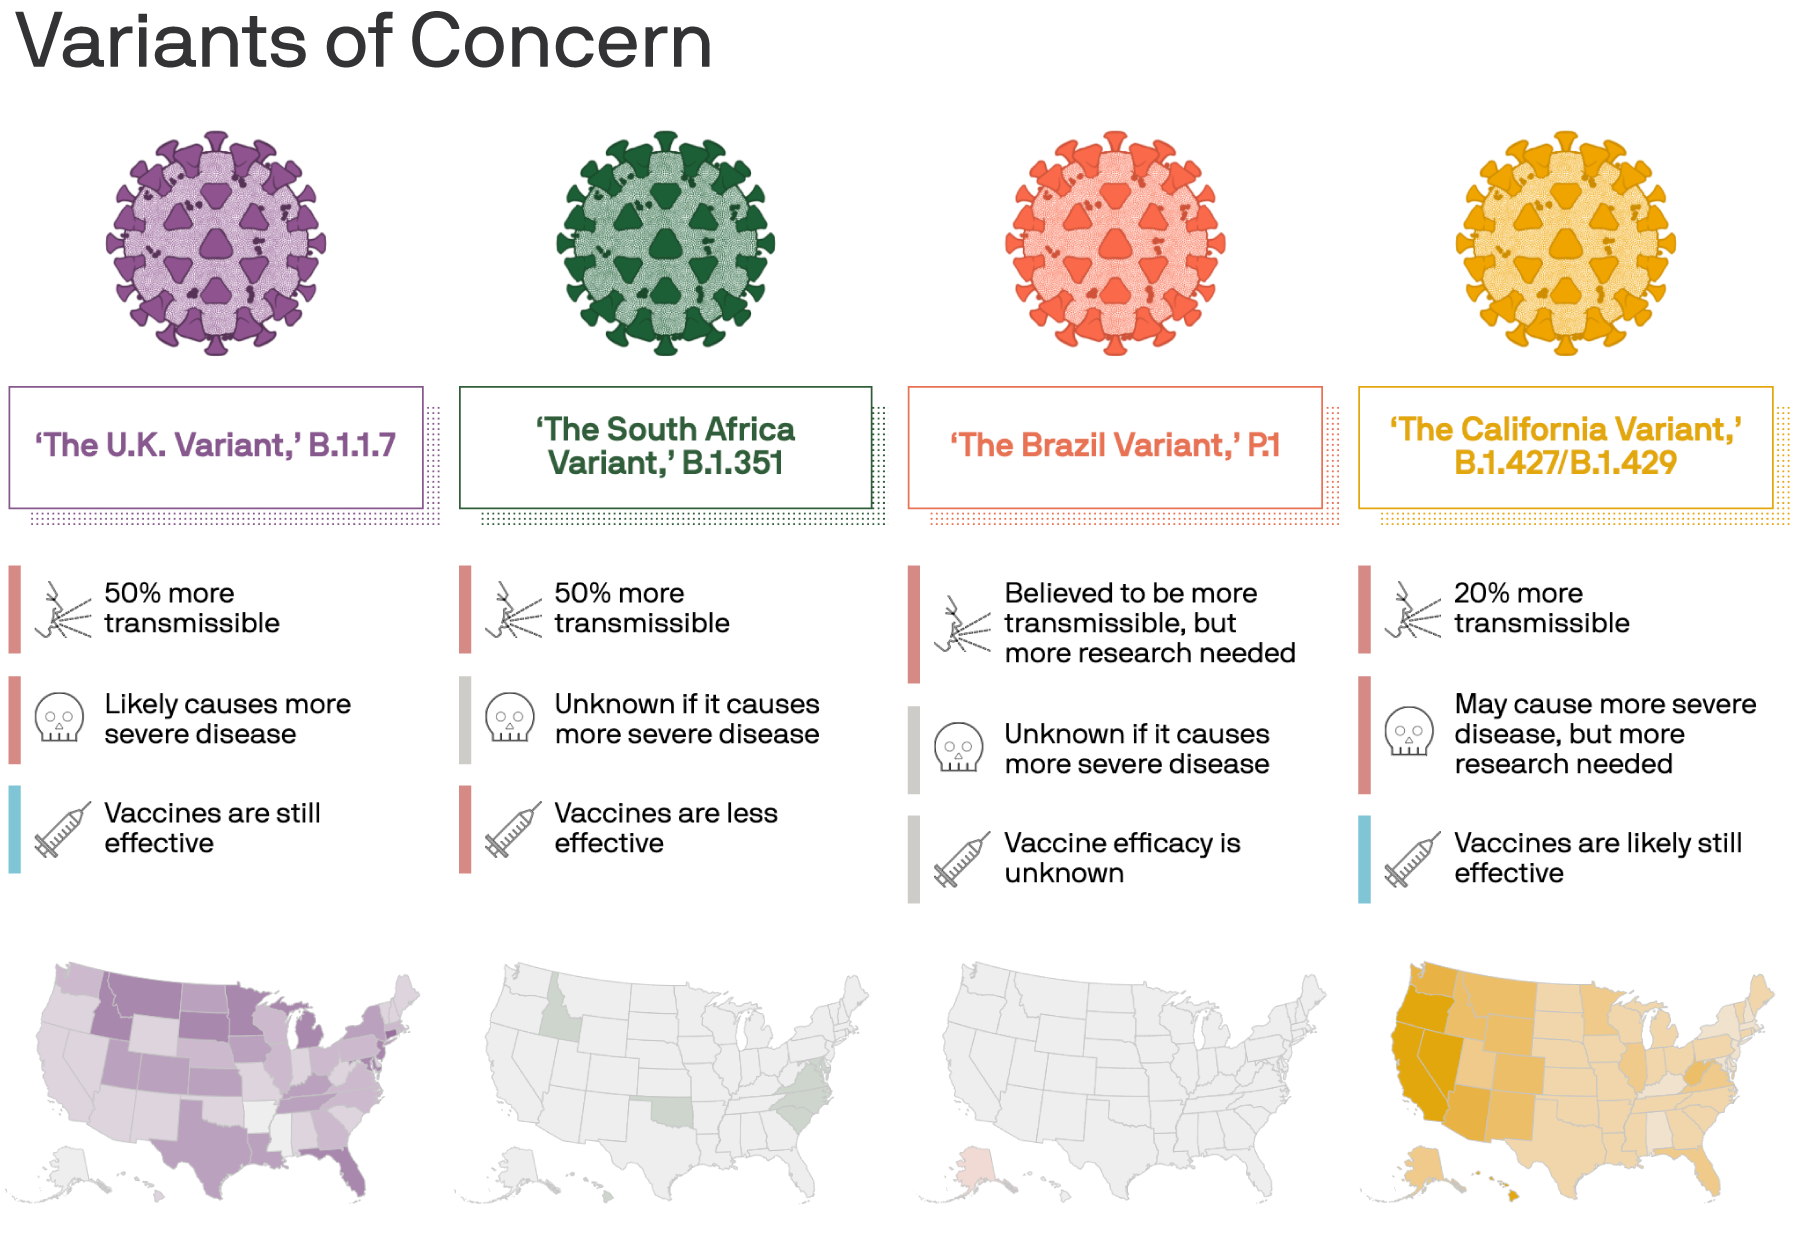 Variants of Concern
‘The U.K. Variant,’ B.1.1.7
50% more
transmissible
Likely causes more
severe disease
Vaccines are still
effective
‘The South Africa
Variant,’ B.1.351
50% more
transmissible
Unknown if it causes
more severe disease
Vaccines are less
effective
‘The Brazil Variant,’ P.1
Believed to be more
transmissible, but
more research needed
Unknown if it causes
more severe disease
Vaccine efficacy is
unknown
‘The California Variant,’
B.1.427/B.1.429
20% more
transmissible
May cause more severe
disease, but more
research needed
Vaccines are likely still
effective